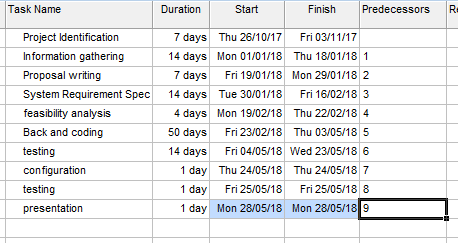 Task Name Duration Start Finish Predecessors Re
Project Identification 7 days Thu 26/10/17 Fri 03/11/17
Information gathering 14 days Mon 01/01/18 Thu 18/01/18 1
Proposal writing 7 days Fri 19/01/18 Mon 29/01/18 2
System Requirement Spec 14 days Tue 30/01/18 Fri 16/02/18 3
feasibility analysis 4 days Mon 19/02/18 Thu 22/02/18 4
Back and coding 50 days Fri 23/02/18 Thu 03/05/18 5
testing 14 days Fri 04/05/18 Wed 23/05/18 6
configuration 1 day Thu 24/05/18 Thu 24/05/18 7
testing 1 day Fri 25/05/18 Fri 25/05/18 8
presentation 1 day Mon 28/05/18 Mon 28/05/18 9